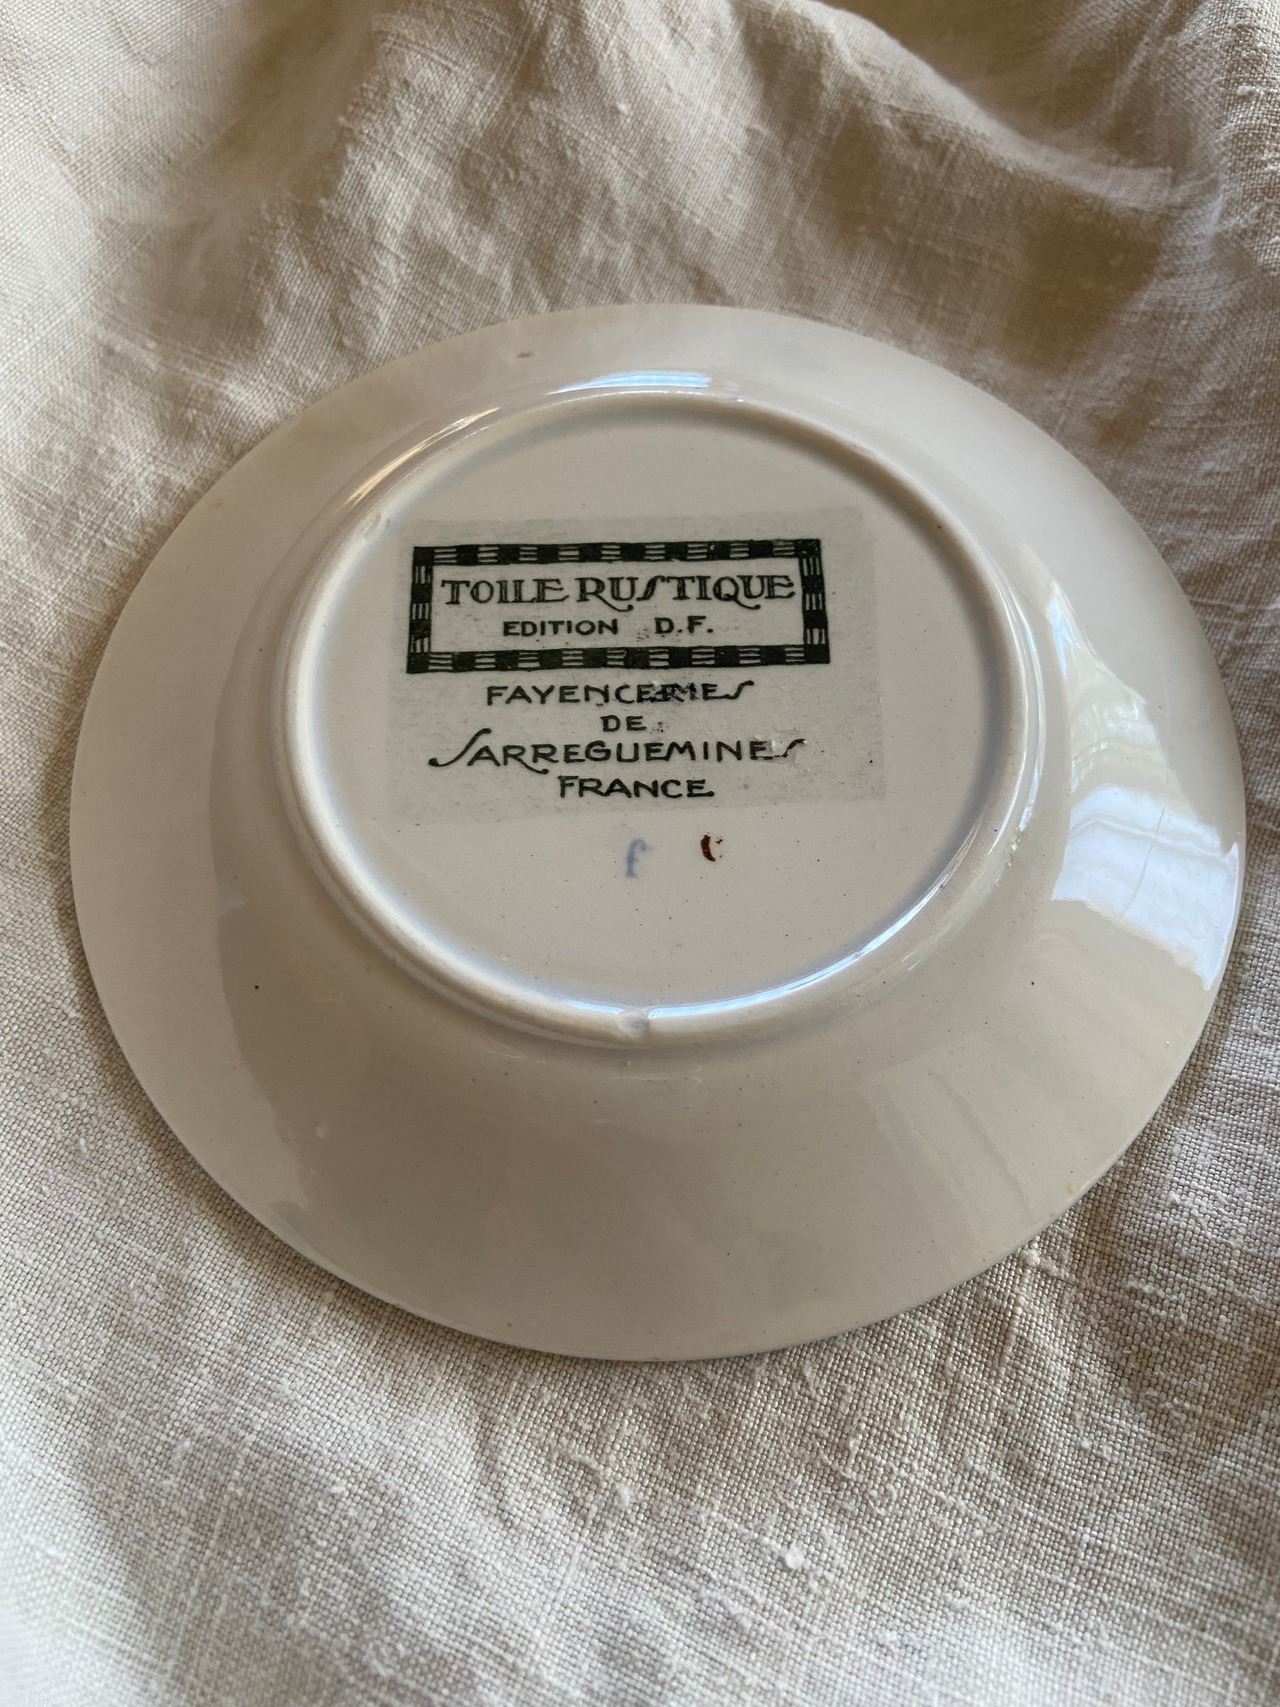 TOILE RUSTIQUE
EDITION D.F.
FAYENCERIES
DE
SARREGUEMINES
FRANCE